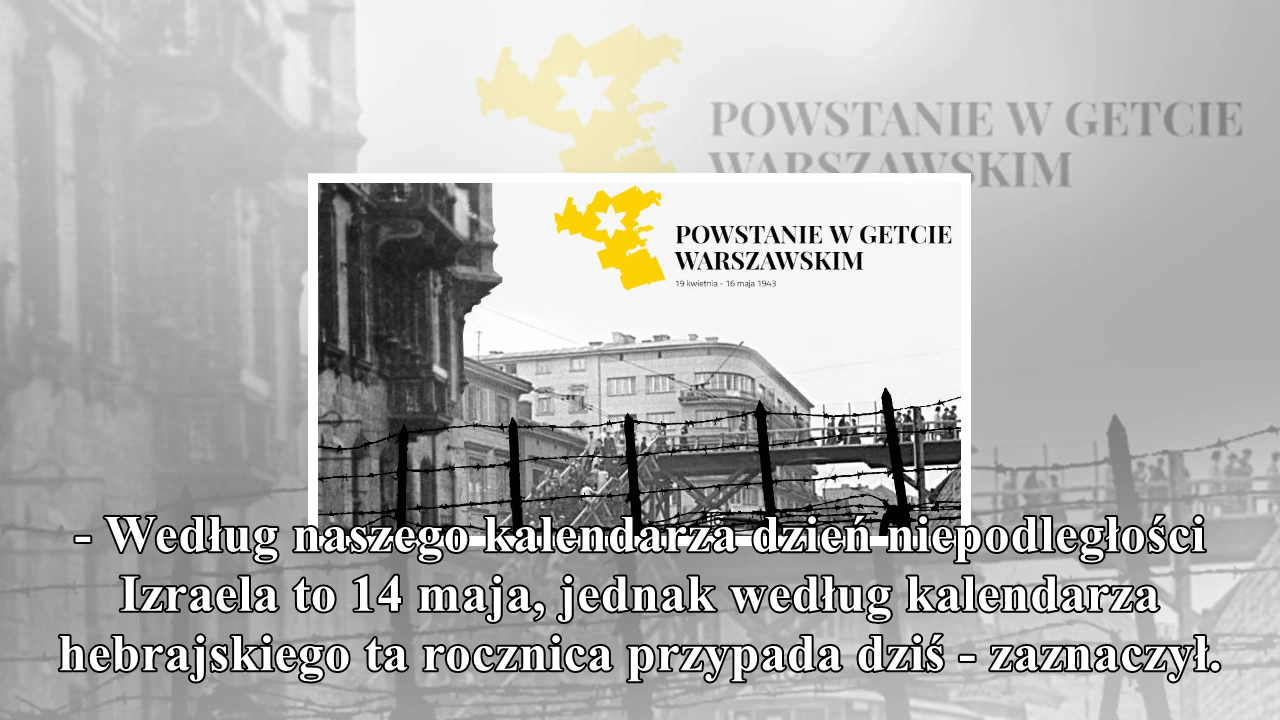 POWSTANIE W GETCIE
WARSZAWSKIM
POWSTANIE W GETCIE
WARSZAWSKIM
19 kwietnia - 16 maja 1943
- Według naszego kalendarza dzień niepodległości
Izraela to 14 maja, jednak według kalendarza
hebrajskiego ta rocznica przypada dziś - zaznaczył.